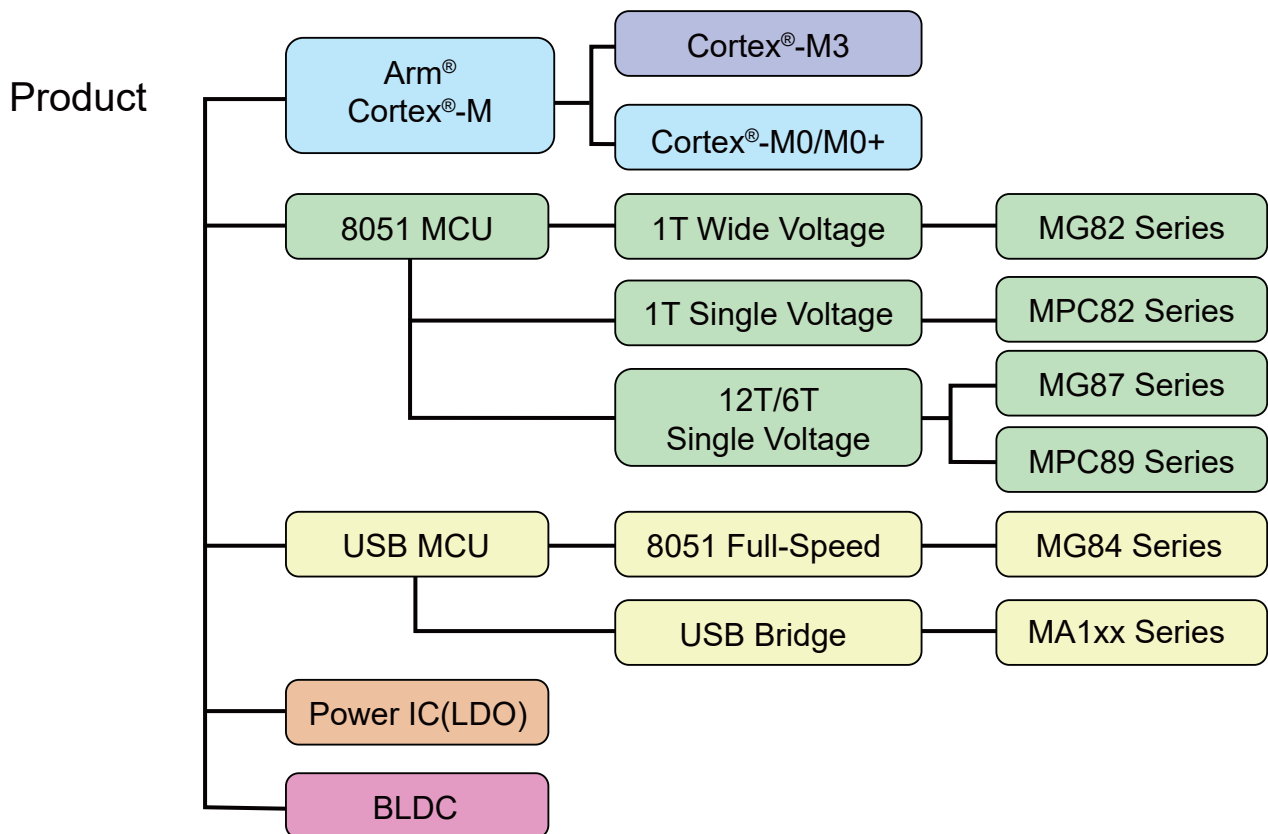 Product
Arm®
Cortex®-M
Cortex®-M3
Cortex®-M0/M0+
8051 MCU
1T Wide Voltage
MG82 Series
1T Single Voltage
MPC82 Series
12T/6T
Single Voltage
MG87 Series
MPC89 Series
USB MCU
8051 Full-Speed
MG84 Series
USB Bridge
MA1xx Series
Power IC(LDO)
BLDC